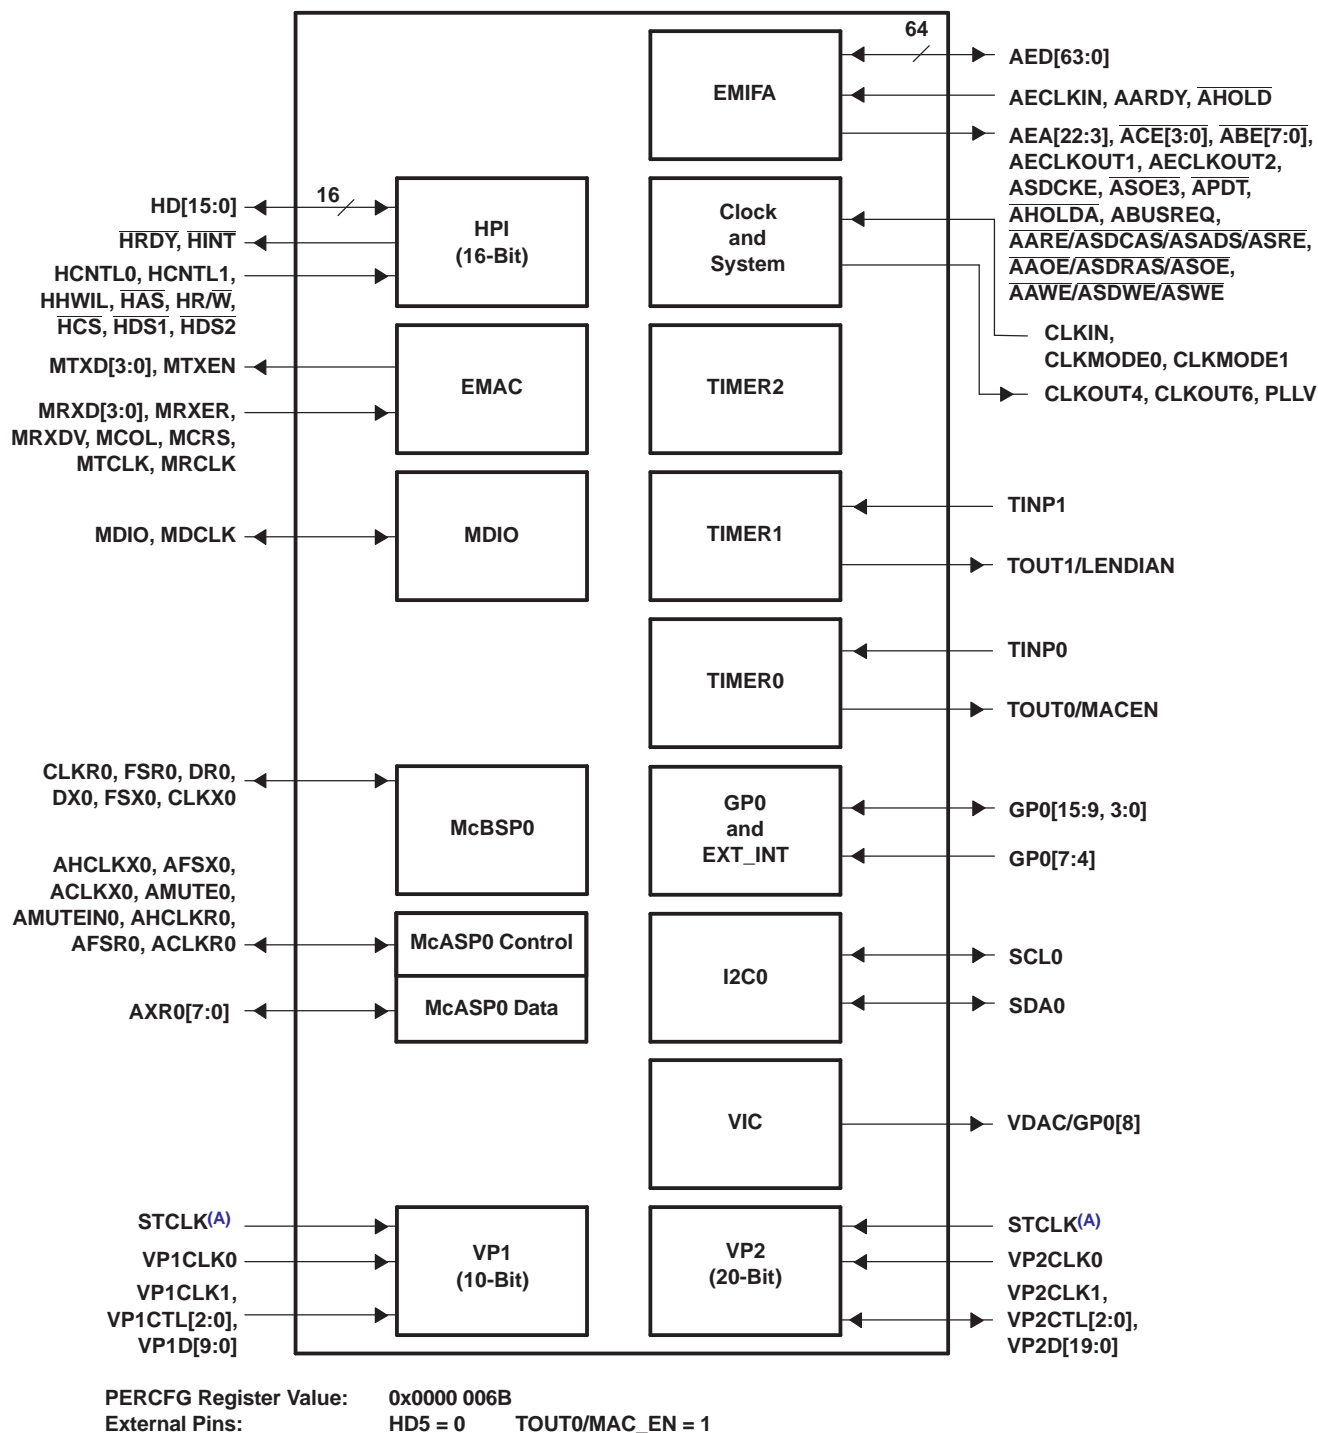 64
AED[63:0]
EMIFA
AECLKIN, AARDY, AHOLD
AEA[22:3], ACE[3:0], ABE[7:0],
AECLKOUT1, AECLKOUT2,
ASDCKE, ASOE3, APDT,
AHOLDA, ABUSREQ,
AARE/ASDCAS/ASADS/ASRE,
AAOE/ASDRAS/ASOE,
AAWE/ASDWE/ASWE
HD[15:0]
16
HRDY, HINT
HCNTL0, HCNTL1,
HHWIL, HAS, HR/W,
HCS, HDS1, HDS2
HPI
(16-Bit)
Clock
and
System
CLKIN,
CLKMODE0, CLKMODE1
CLKOUT4, CLKOUT6, PLLV
MTXD[3:0], MTXEN
MRXD[3:0], MRXER,
MRXDV, MCOL, MCRS,
MTCLK, MRCLK
EMAC
TIMER2
MDIO, MDCLK
MDIO
TIMER1
TINP1
TOUT1/LENDIAN
TIMER0
TINP0
TOUT0/MACEN
CLKR0, FSR0, DR0,
DX0, FSX0, CLKX0
McBSP0
GP0
and
EXT_INT
GP0[15:9, 3:0]
GP0[7:4]
AHCLKX0, AFSX0,
ACLKX0, AMUTE0,
AMUTEIN0, AHCLKR0,
AFSR0, ACLKR0
McASP0 Control
AXR0[7:0]
McASP0 Data
I2C0
SCL0
SDA0
VIC
VDAC/GP0[8]
STCLK(A)
VP1CLK0
VP1CLK1,
VP1CTL[2:0],
VP1D[9:0]
VP1
(10-Bit)
VP2
(20-Bit)
STCLK(A)
VP2CLK0
VP2CLK1,
VP2CTL[2:0],
VP2D[19:0]
PERCFG Register Value: 0x0000 006B
External Pins: HD5 = 0 TOUT0/MAC_EN = 1